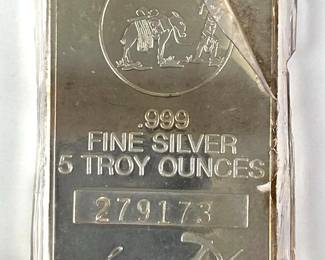 .999
FINE SILVER
5 TROY OUNCES
279173